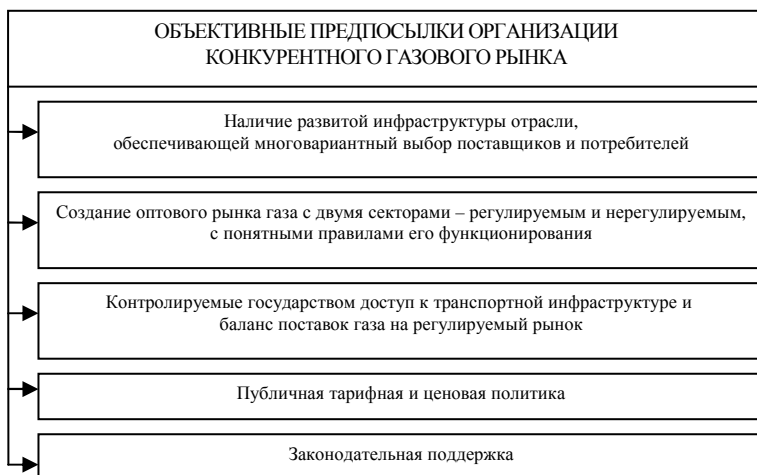 ОБЪЕКТИВНЫЕ ПРЕДПОСЫЛКИ ОРГАНИЗАЦИИ
КОНКУРЕНТНОГО ГАЗОВОГО РЫНКА
Наличие развитой инфраструктуры отрасли,
обеспечивающей многовариантный выбор поставщиков и потребителей
Создание оптового рынка газа с двумя секторами – регулируемым и нерегулируемым,
с понятными правилами его функционирования
Контролируемые государством доступ к транспортной инфраструктуре и
баланс поставок газа на регулируемый рынок
Публичная тарифная и ценовая политика
Законодательная поддержка